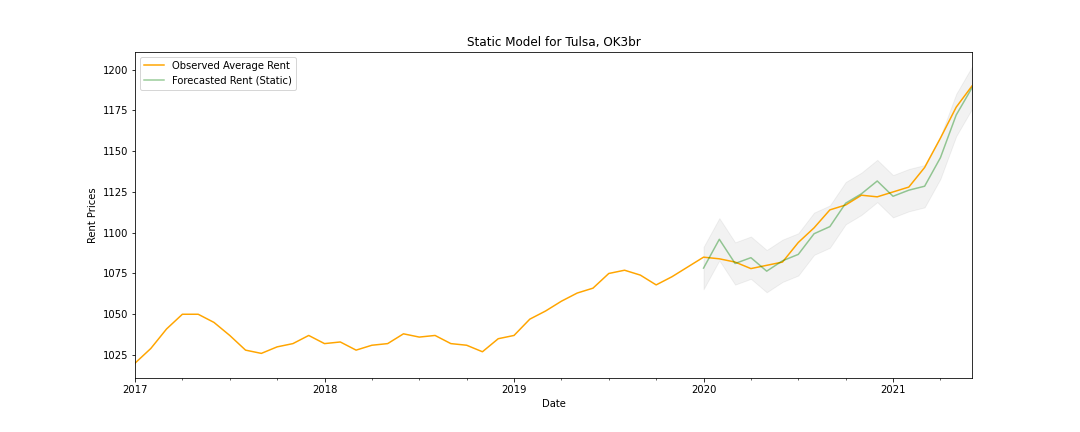 Static Model for Tulsa, OK3br
Observed Average Rent
Forecasted Rent (Static)
Rent Prices
1200
1175
1150
1125
1100
1075
1050
1025
2017
2018
2019
2020
2021
Date